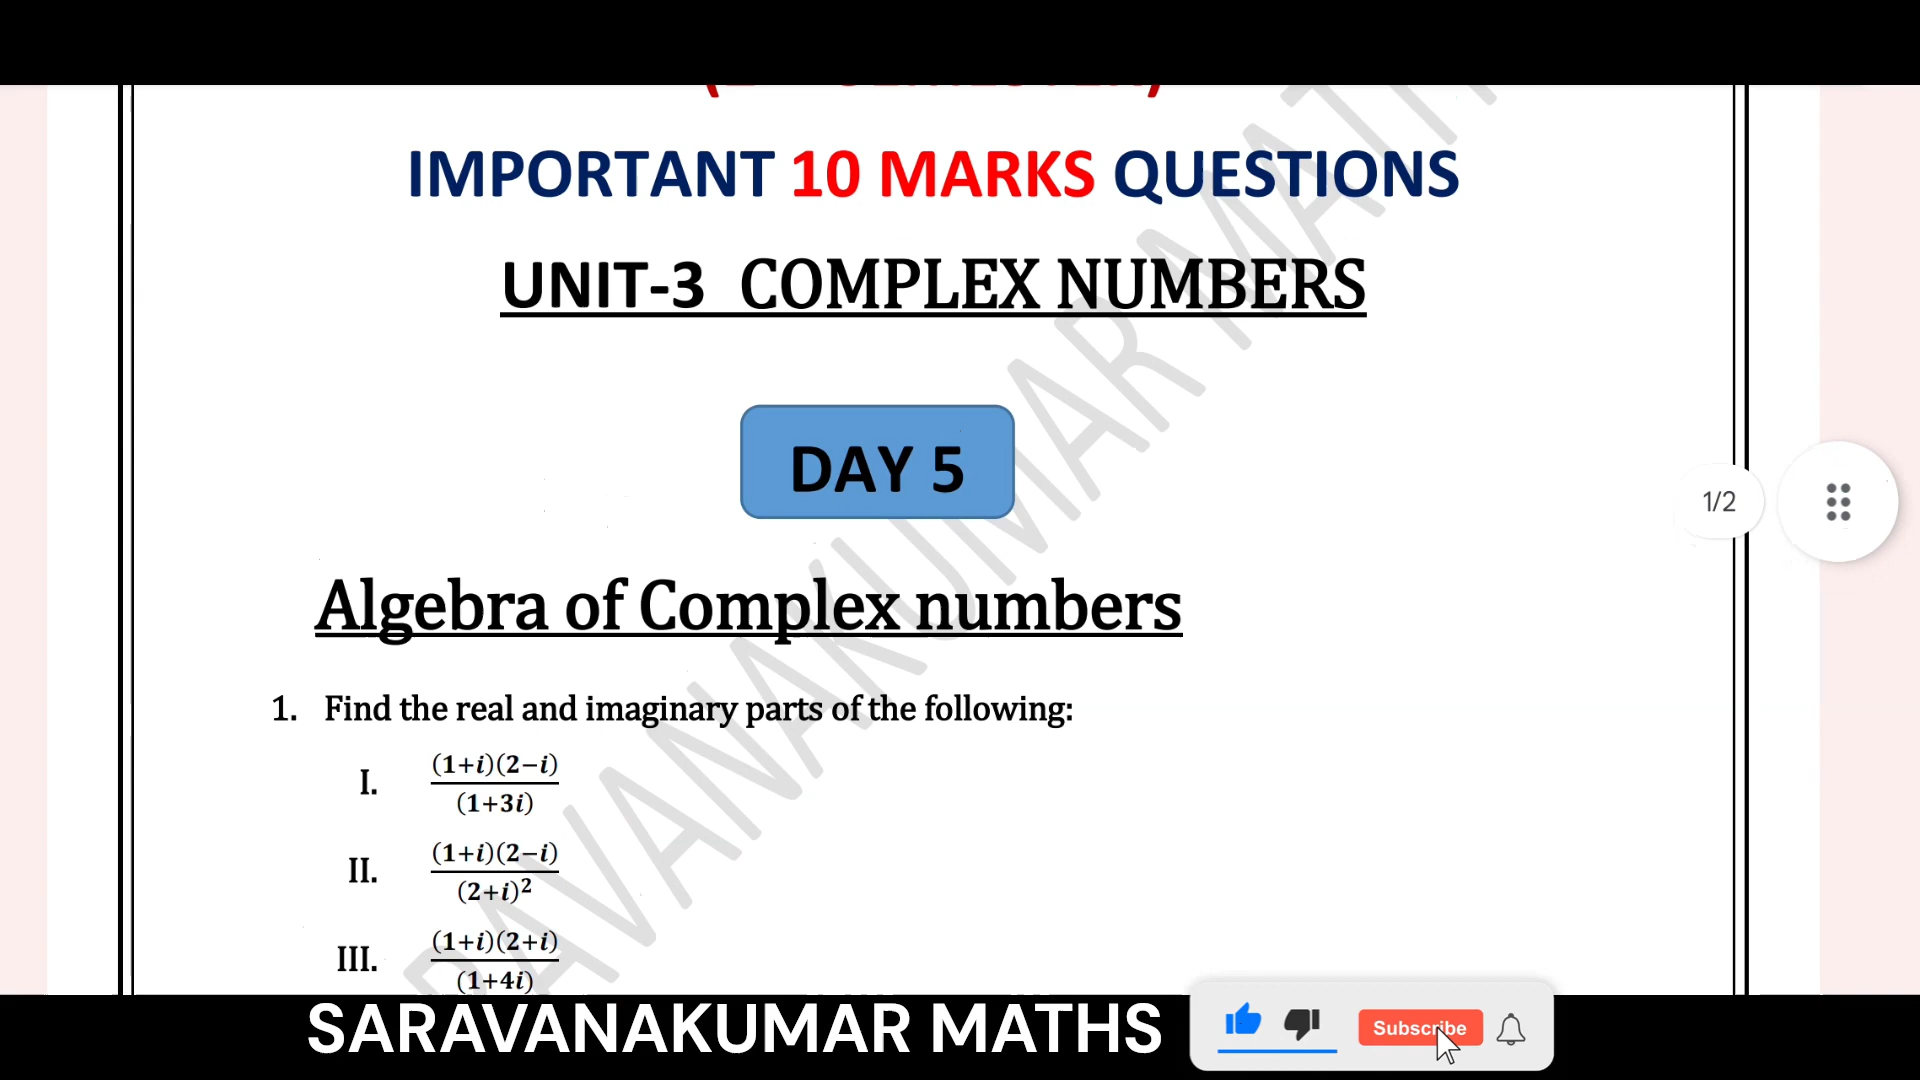 IMPORTANT 10 MARKS QUESTIONS
UNIT-3 COMPLEX NUMBERS
DAY 5
1/2
Algebra of Complex numbers
1. Find the real and imaginary parts of the following:
I. (1+i)(2−i)
(1+3i)
II. (1+i)(2−i)
(2+i)²
III. (1+i)(2+i)
(1+4i)
SARAVANAKUMAR MATHS
Subscribe